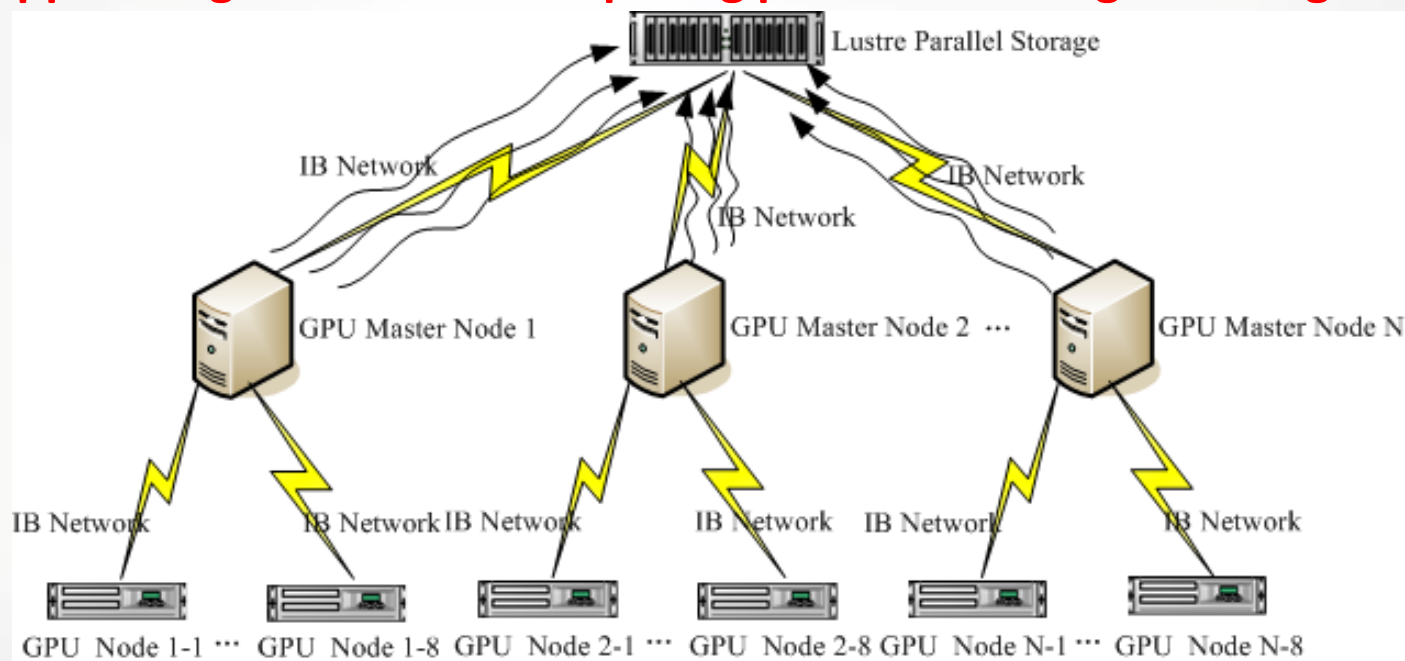 Lustre Parallel Storage
IB Network
IB Network
IB Network
GPU Master Node 1
GPU Master Node 2 ...
GPU Master Node N
IB Network
IB Network
IB Network
IB Network
IB Network
IB Network
GPU Node 1-1 ... GPU Node 1-8
GPU Node 2-1 ... GPU Node 2-8
GPU Node N-1 ... GPU Node N-8